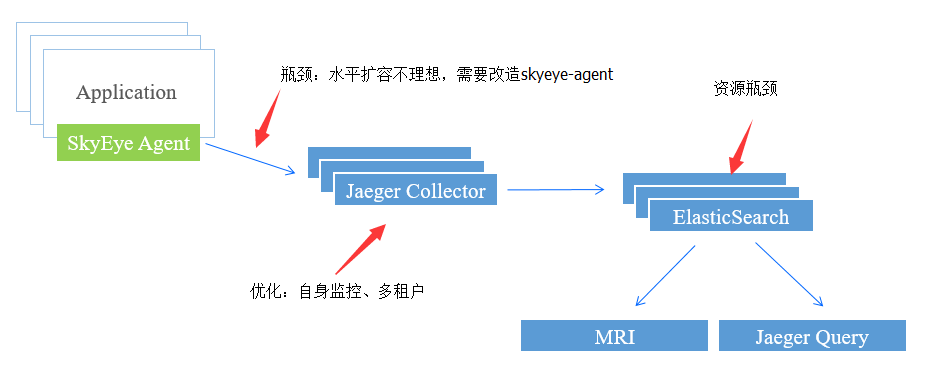 瓶颈：水平扩容不理想，需要改造skyeye-agent
资源瓶颈
Application
SkyEye Agent
Jaeger Collector
ElasticSearch
优化：自身监控、多租户
MRI
Jaeger Query